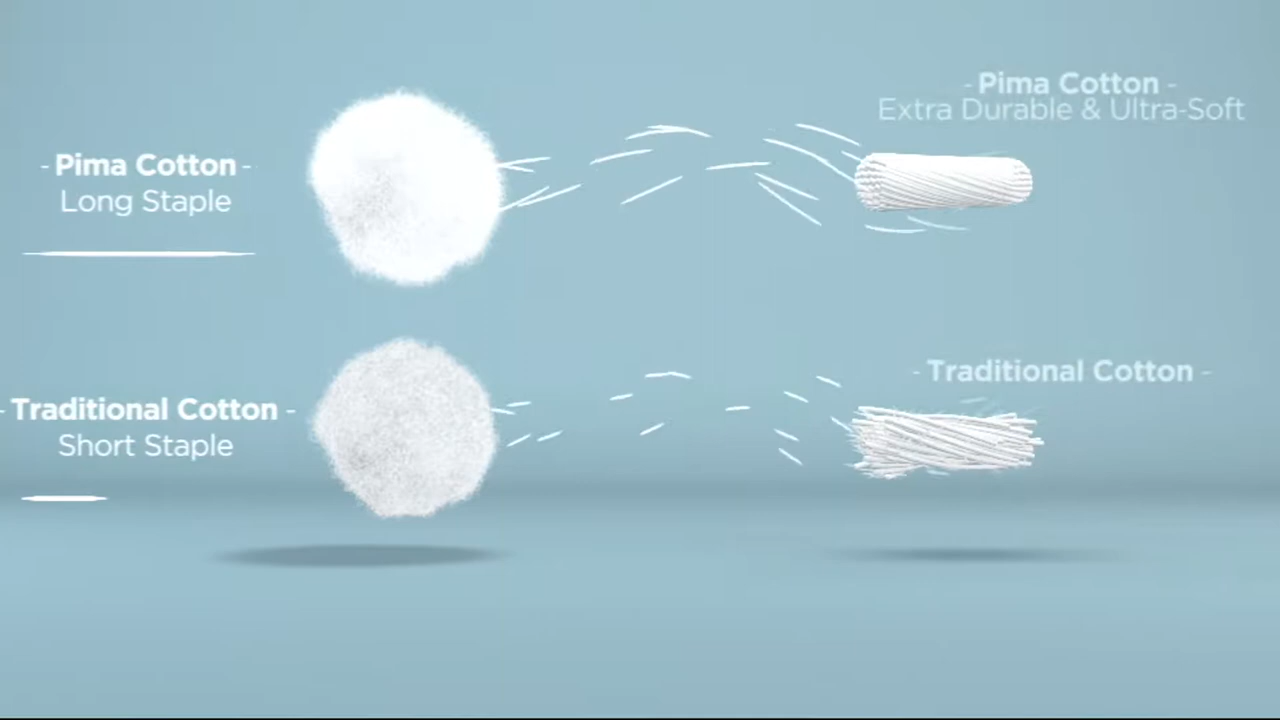 - Pima Cotton -
Long Staple
- Pima Cotton -
Extra Durable & Ultra-Soft
- Traditional Cotton -
Short Staple
- Traditional Cotton -